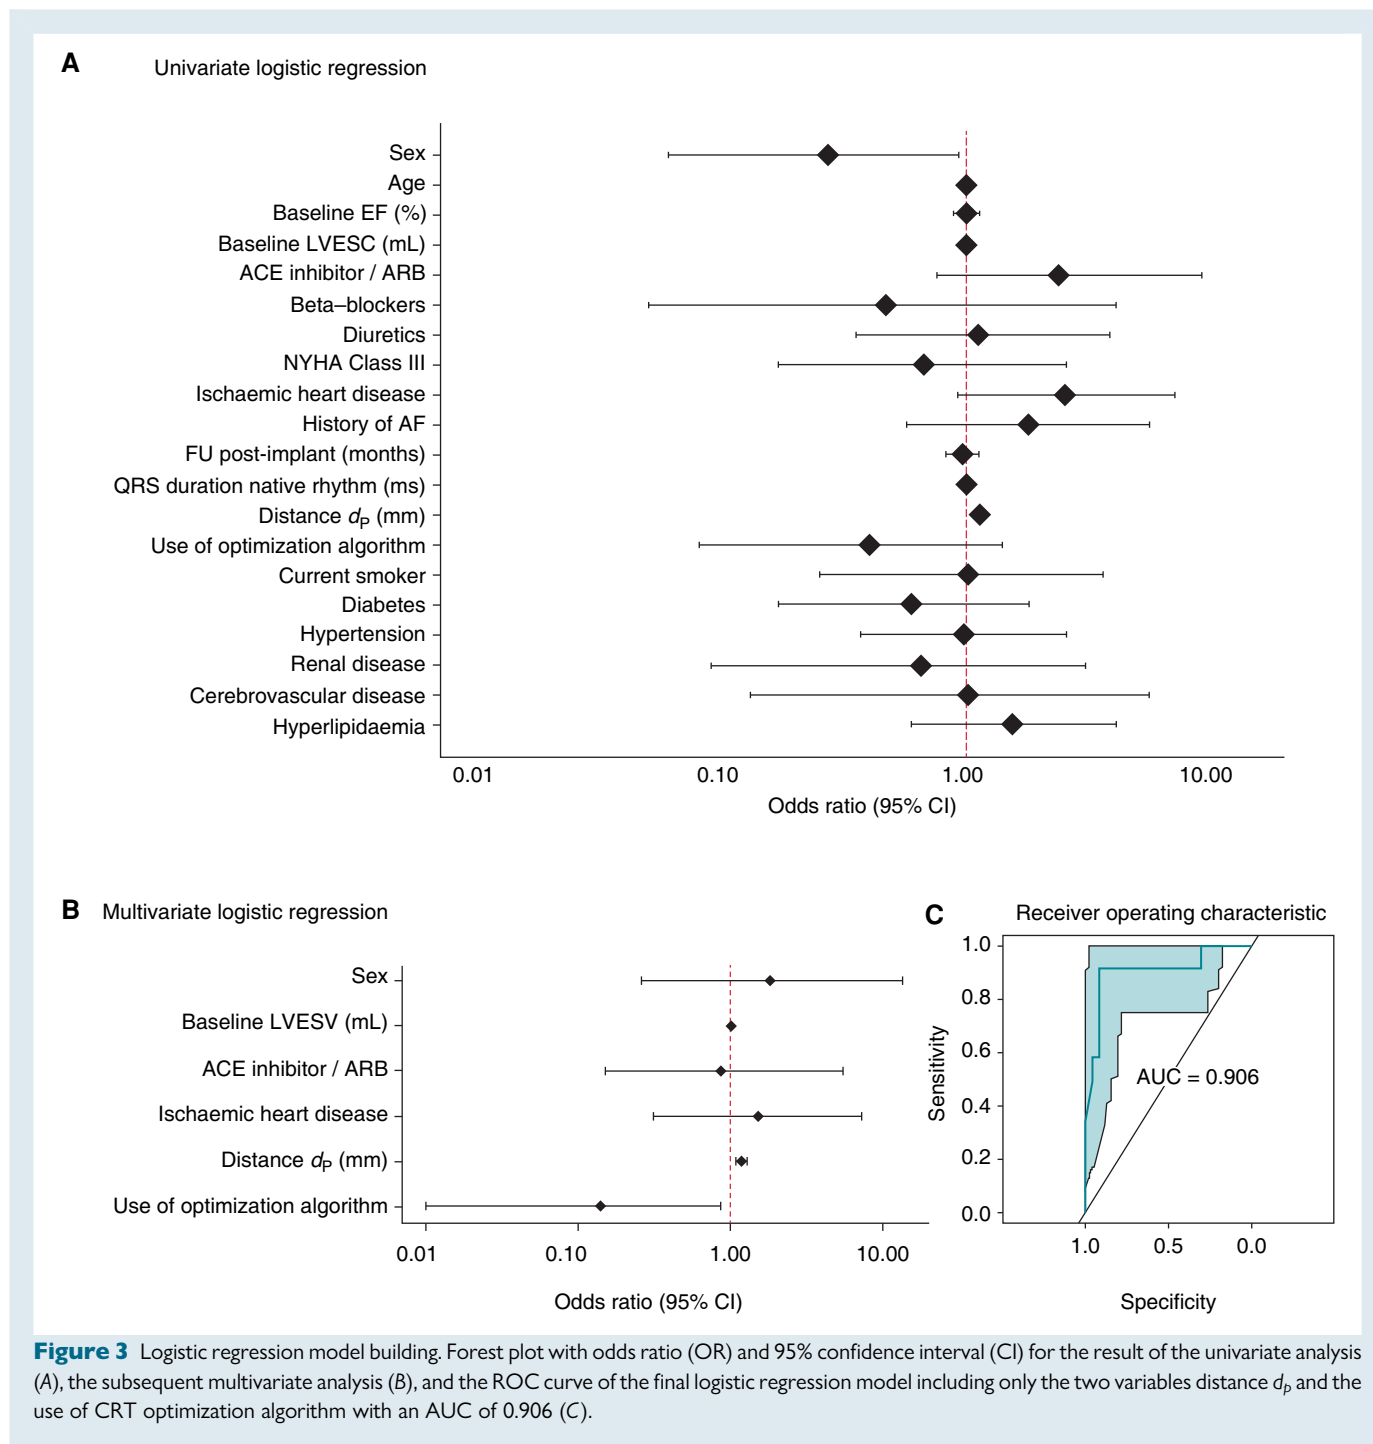 A
Univariate logistic regression
Sex
Age
Baseline EF (%)
Baseline LVESC (mL)
ACE inhibitor / ARB
Beta–blockers
Diuretics
NYHA Class III
Ischaemic heart disease
History of AF
FU post-implant (months)
QRS duration native rhythm (ms)
Distance dP (mm)
Use of optimization algorithm
Current smoker
Diabetes
Hypertension
Renal disease
Cerebrovascular disease
Hyperlipidaemia
0.01 0.10 1.00 10.00
Odds ratio (95% CI)
B
Multivariate logistic regression
Sex
Baseline LVESV (mL)
ACE inhibitor / ARB
Ischaemic heart disease
Distance dP (mm)
Use of optimization algorithm
0.01 0.10 1.00 10.00
Odds ratio (95% CI)
C
Receiver operating characteristic
Sensitivity
1.0
0.8
0.6
0.4
0.2
0.0
AUC = 0.906
1.0 0.5 0.0
Specificity
Figure 3 Logistic regression model building. Forest plot with odds ratio (OR) and 95% confidence interval (CI) for the result of the univariate analysis
(A), the subsequent multivariate analysis (B), and the ROC curve of the final logistic regression model including only the two variables distance dp and the
use of CRT optimization algorithm with an AUC of 0.906 (C).